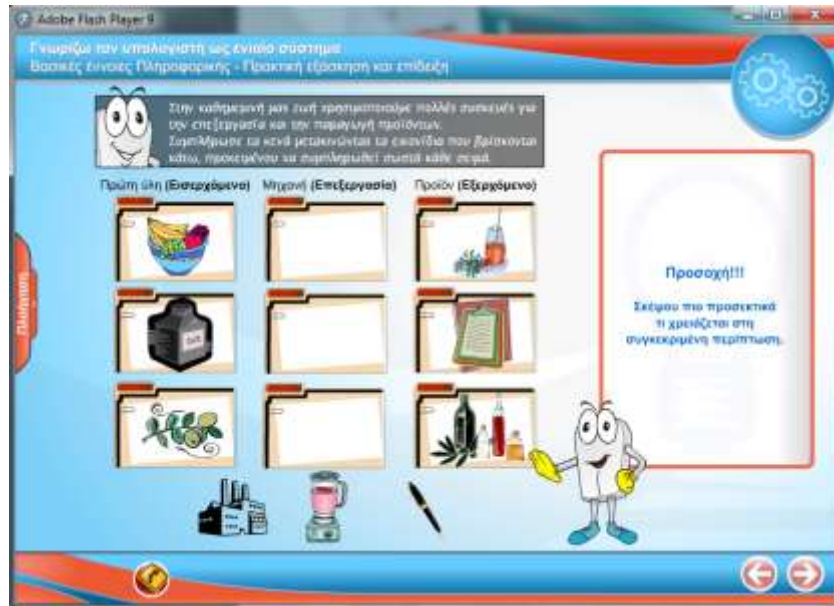 Adobe Flash Player 9
Γνωρίζω τον υπολογιστή ως ενιαίο σύστημα
Βασικές έννοιες Πληροφορικής - Πρακτική εξάσκηση και επίδειξη
Στην καθημερινή μας ζωή χρησιμοποιούμε πολλές συσκευές για
την επεξεργασία και την παραγωγή προϊόντων.
Συμπλήρωσε τα κενά μετακινώντας τα εικονίδια που βρίσκονται
κάτω, προκειμένου να συμπληρωθεί σωστά κάθε σειρά.
Πρώτη ύλη (Εισερχόμενο) Μηχανή (Επεξεργασία) Προϊόν (Εξερχόμενο)
Πλοήγηση
Προσοχή!!!
Σκέψου πιο προσεκτικά
τι χρειάζεται στη
συγκεκριμένη περίπτωση.